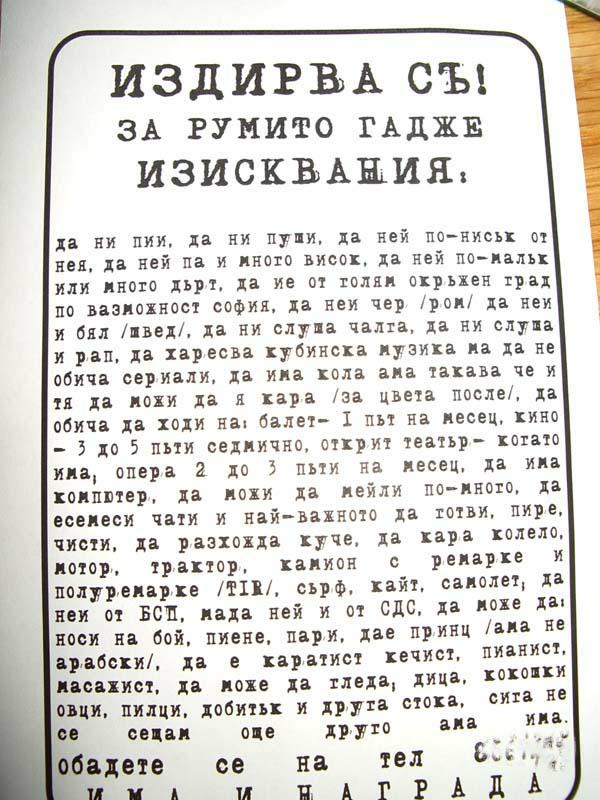 ИЗДИРВА СЪ!
ЗА РУМИТО ГАДЖЕ
ИЗИСКВАНИЯ:
да ни пии, да ни пуши, да ней по-ниськ от
нея, да ней па и много висок, да ней по-мальк
или много дърт, да ие от голям окръжен град
по вазможност софия, да неи чер /ром/ да неи
и бял /швед/, да ни слуша чалга, да ни слуша
и рап, да харесва кубинска музика ма да не
обича сериали, да има кола ама такава че и
тя да можи да я кара /за цвета после/, да
обича да ходи на: балет- I пьт на месец, кино
- 3 до 5 пьти седмично, открит театър- когато
има, опера 2 до 3 пьти на месец, да има
компютер, да можи да мейли по-много, да
есемеси чати и най-важното да готви, пире,
чисти, да разхожда куче, да кара колело,
мотор, трактор, камион с ремарке и
полуремарке /TIR/, сьрф, кайт, самолет, да
неи от БСП, мада ней и от СДС, да може да:
носи на бой, пиене, пари, дае принц /ама не
арабски/, да е каратист кечист, пианист,
масажист, да може да гледа, дица, кокошки
овци, пилци, добитьк и друга стока, сига не
се сещам още друго ама има.
обадете се на тел
ИМА И НАГРАДА